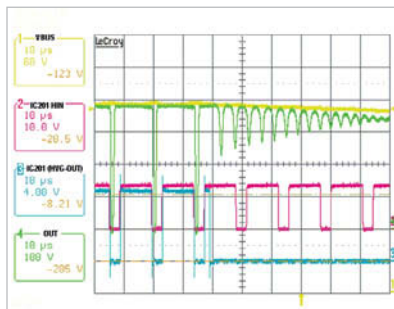 1 VBUS
10 µs
60 V
-123 V
LeCroy
2 IC201 HIN
10 µs
10.0 V
-20.5 V
3 IC201 (HVG-OUT)
10 µs
4.00 V
-8.21 V
4 OUT
10 µs
100 V
-205 V